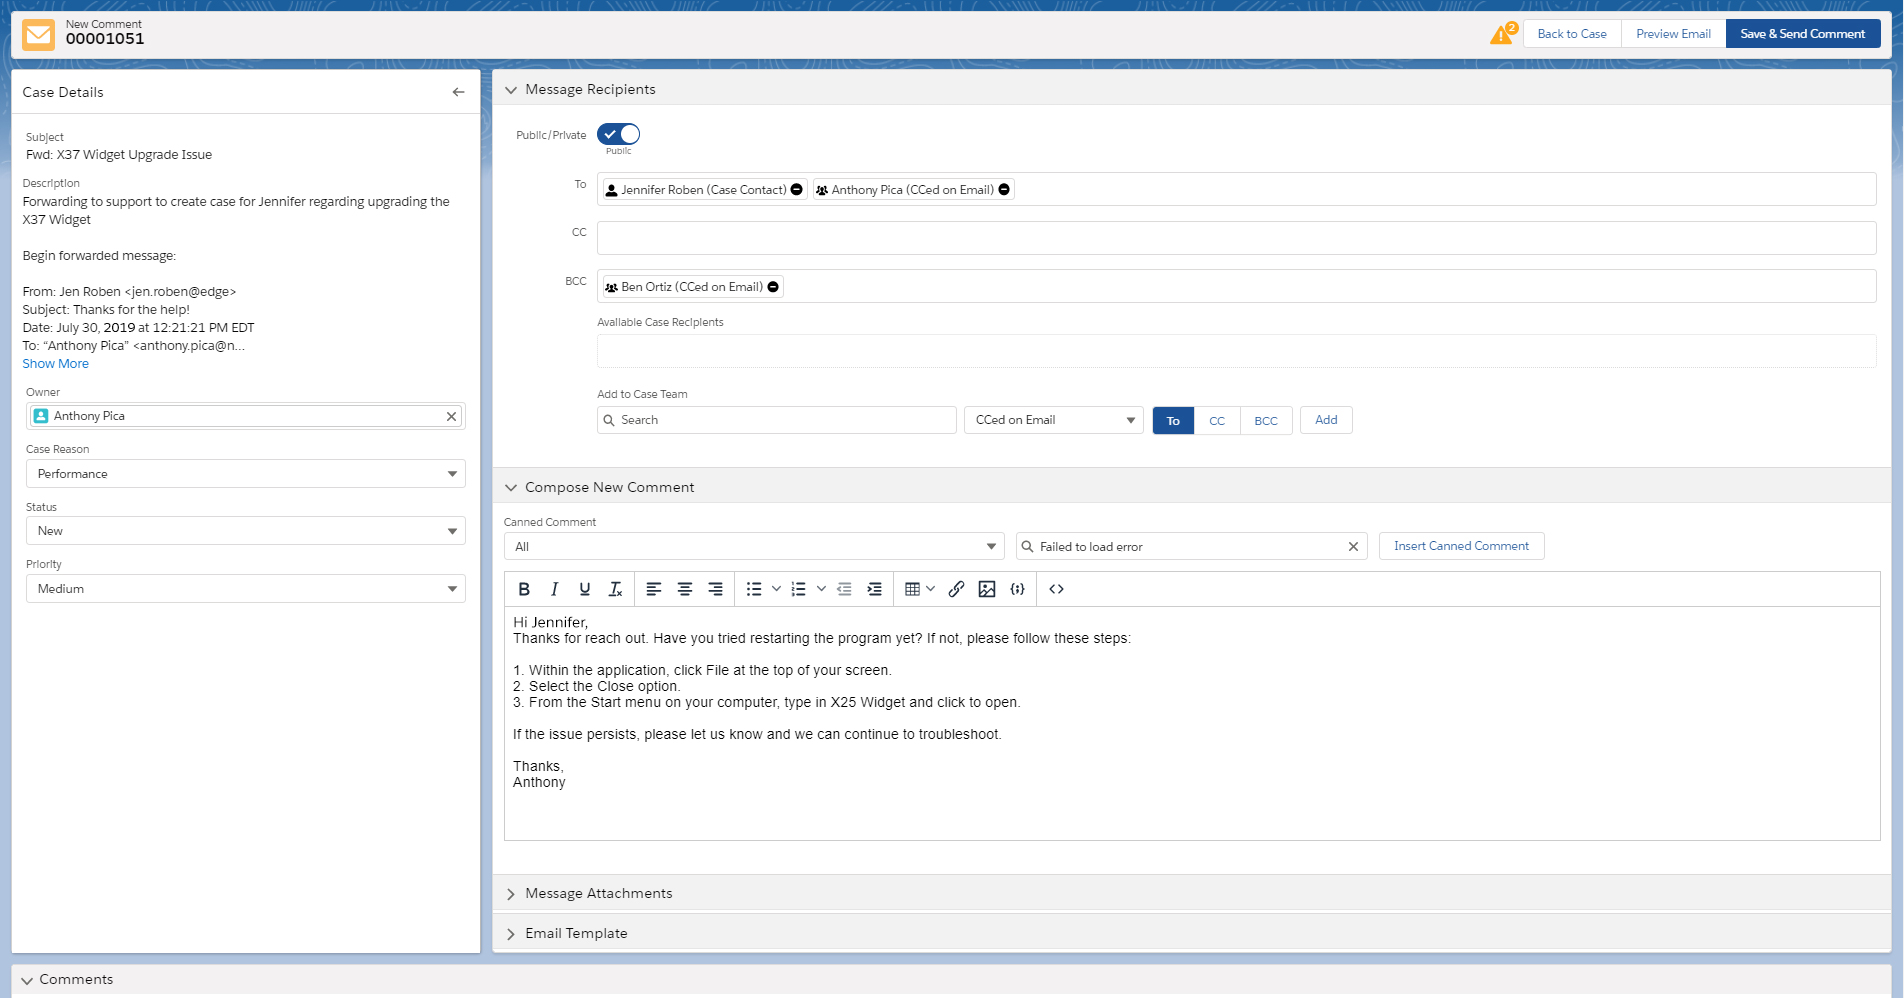 New Comment
00001051
2
Back to Case
Preview Email
Save & Send Comment
Case Details
Subject
Fwd: X37 Widget Upgrade Issue
Description
Forwarding to support to create case for Jennifer regarding upgrading the
X37 Widget
Begin forwarded message:
From: Jen Roben <jen.roben@edge>
Subject: Thanks for the help!
Date: July 30, 2019 at 12:21:21 PM EDT
To: “Anthony Pica” <anthony.pica@n...
Show More
Owner
Anthony Pica
Case Reason
Performance
Status
New
Priority
Medium
Message Recipients
Public/Private
Public
To
Jennifer Roben (Case Contact)
Anthony Pica (CCed on Email)
CC
BCC
Ben Ortiz (CCed on Email)
Available Case Recipients
Add to Case Team
Search
CCed on Email
To
CC
BCC
Add
Compose New Comment
Canned Comment
All
Failed to load error
Insert Canned Comment
B I U Ix
Hi Jennifer,
Thanks for reach out. Have you tried restarting the program yet? If not, please follow these steps:
1. Within the application, click File at the top of your screen.
2. Select the Close option.
3. From the Start menu on your computer, type in X25 Widget and click to open.
If the issue persists, please let us know and we can continue to troubleshoot.
Thanks,
Anthony
Message Attachments
Email Template
Comments